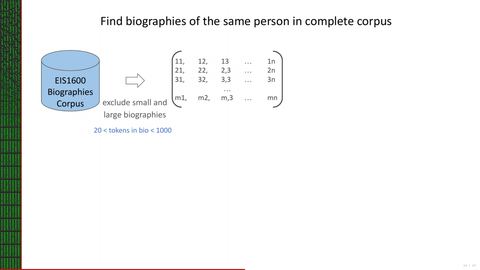 Find biographies of the same person in complete corpus
EIS1600
Biographies
Corpus
exclude small and
large biographies
20 < tokens in bio < 1000
11, 12, 13 ... 1n
21, 22, 2,3 ... 2n
31, 32, 3,3 ... 3n
...
m1, m2, m,3 ... mn